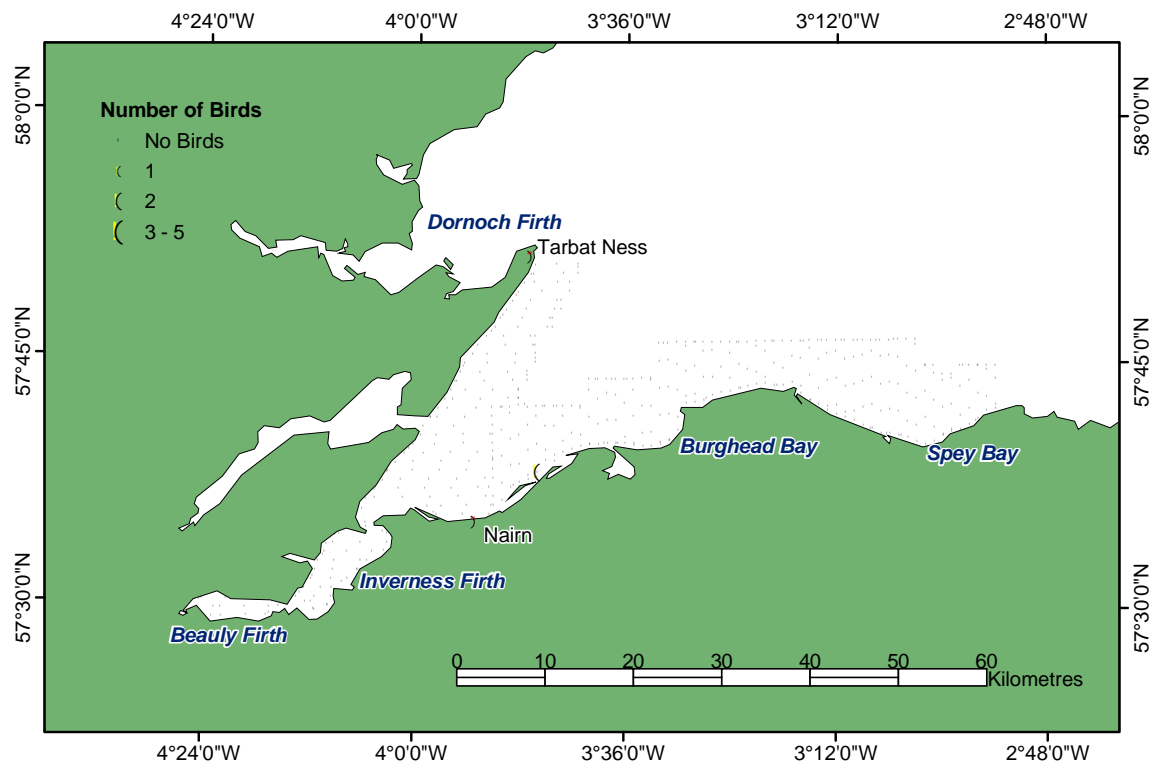 4°24'0"W 4°0'0"W 3°36'0"W 3°12'0"W 2°48'0"W
58°0'0"N
58°0'0"N
Number of Birds
No Birds
1
2
3 - 5
Dornoch Firth
Tarbat Ness
57°45'0"N
57°45'0"N
Burghead Bay
Spey Bay
Nairn
Inverness Firth
57°30'0"N
57°30'0"N
Beauly Firth
0 10 20 30 40 50 60
Kilometres
4°24'0"W 4°0'0"W 3°36'0"W 3°12'0"W 2°48'0"W